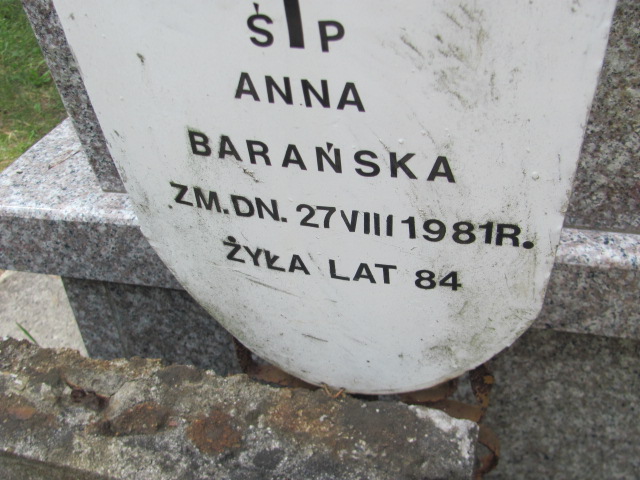 Ś P
ANNA
BARAŃSKA
ZM.DN. 27 VIII 1981R.
ŻYŁA LAT 84